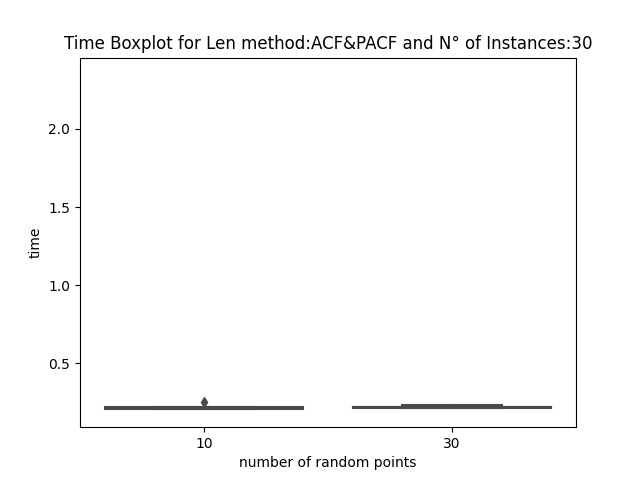 Time Boxplot for Len method:ACF&PACF and N° of Instances:30
2.0
1.5
1.0
0.5
time
10
30
number of random points